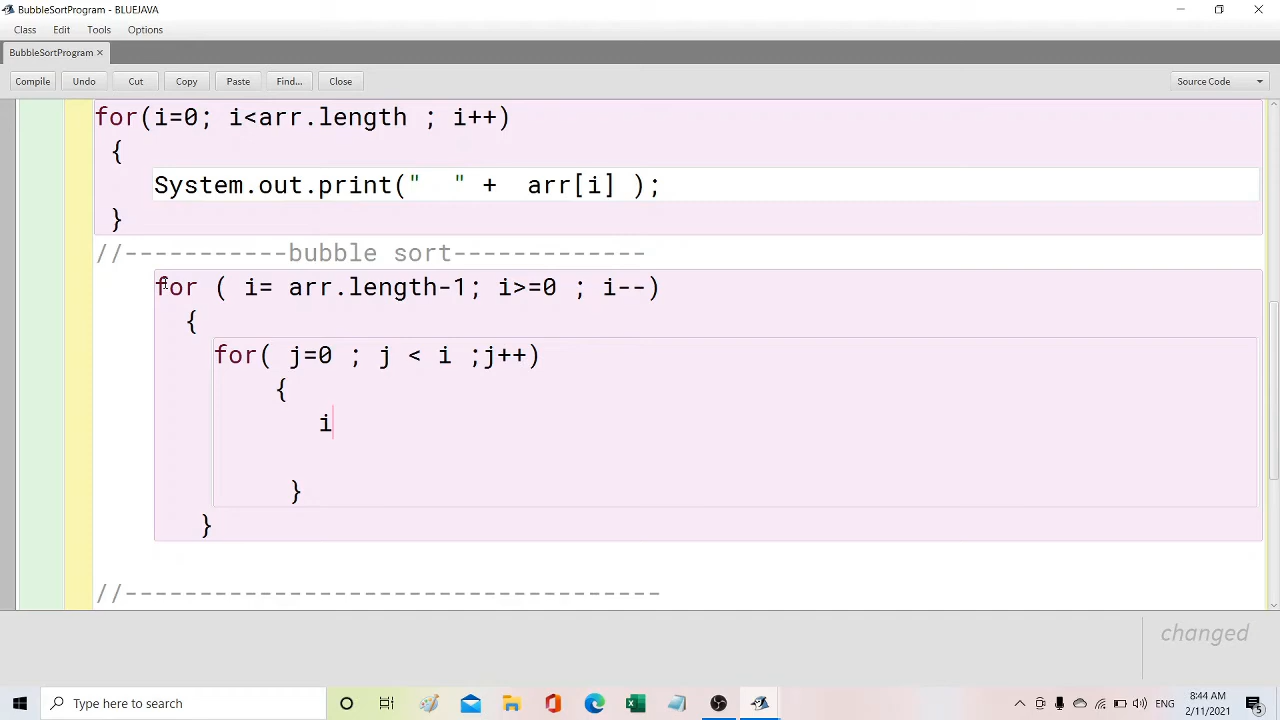 BubbleSortProgram - BLUEJAVA
Class Edit Tools Options
BubbleSortProgram ×
Compile Undo Cut Copy Paste Find... Close Source Code
for(i=0; i<arr.length ; i++)
{
System.out.print("  " +  arr[i] );
}
//-----------bubble sort-------------
for ( i= arr.length-1; i>=0 ; i--)
{
for( j=0 ; j < i ;j++)
{
i
}
}
//------------------------------------
changed
Type here to search
ENG
8:44 AM
2/11/2021
5